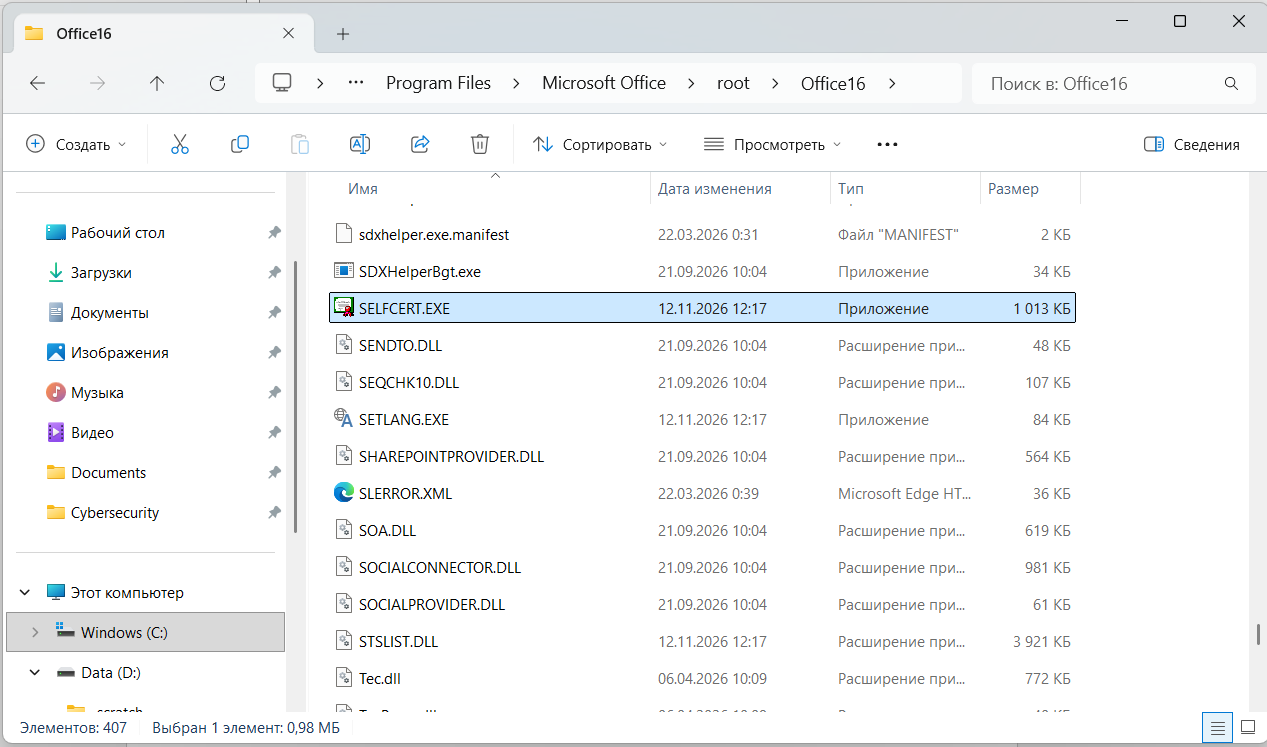 Office16
Program Files Microsoft Office root Office16
Поиск в: Office16
Создать
Сортировать
Просмотреть
Сведения
Имя Дата изменения Тип Размер
sdxhelper.exe.manifest 22.03.2026 0:31 Файл "MANIFEST" 2 КБ
SDXHelperBgt.exe 21.09.2026 10:04 Приложение 34 КБ
SELFCERT.EXE 12.11.2026 12:17 Приложение 1 013 КБ
SENDTO.DLL 21.09.2026 10:04 Расширение при... 48 КБ
SEQCHK10.DLL 21.09.2026 10:04 Расширение при... 107 КБ
SETLANG.EXE 12.11.2026 12:17 Приложение 84 КБ
SHAREPOINTPROVIDER.DLL 21.09.2026 10:04 Расширение при... 564 КБ
SLERROR.XML 22.03.2026 0:39 Microsoft Edge HT... 36 КБ
SOA.DLL 21.09.2026 10:04 Расширение при... 619 КБ
SOCIALCONNECTOR.DLL 21.09.2026 10:04 Расширение при... 981 КБ
SOCIALPROVIDER.DLL 21.09.2026 10:04 Расширение при... 61 КБ
STSLIST.DLL 12.11.2026 12:17 Расширение при... 3 921 КБ
Tec.dll 06.04.2026 10:09 Расширение при... 772 КБ
Рабочий стол
Загрузки
Документы
Изображения
Музыка
Видео
Documents
Cybersecurity
Этот компьютер
Windows (C:)
Data (D:)
scratch
Элементов: 407 Выбран 1 элемент: 0,98 МБ